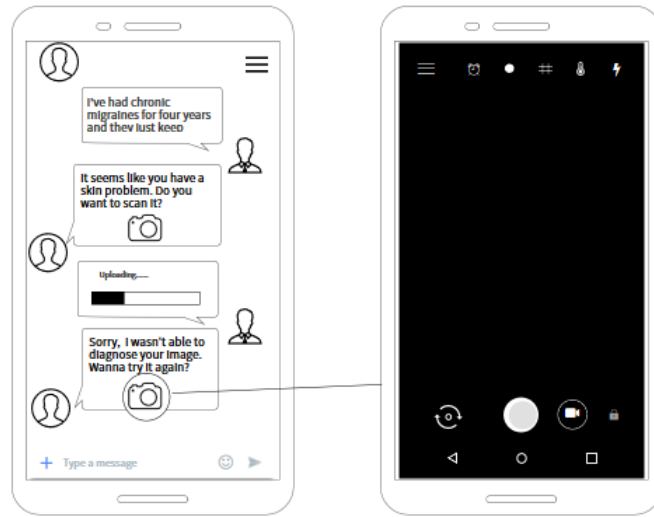 I've had chronic
migraines for four years
and they just keep
It seems like you have a
skin problem. Do you
want to scan it?
Uploading......
Sorry, I wasn't able to
diagnose your image.
Wanna try it again?
Type a message